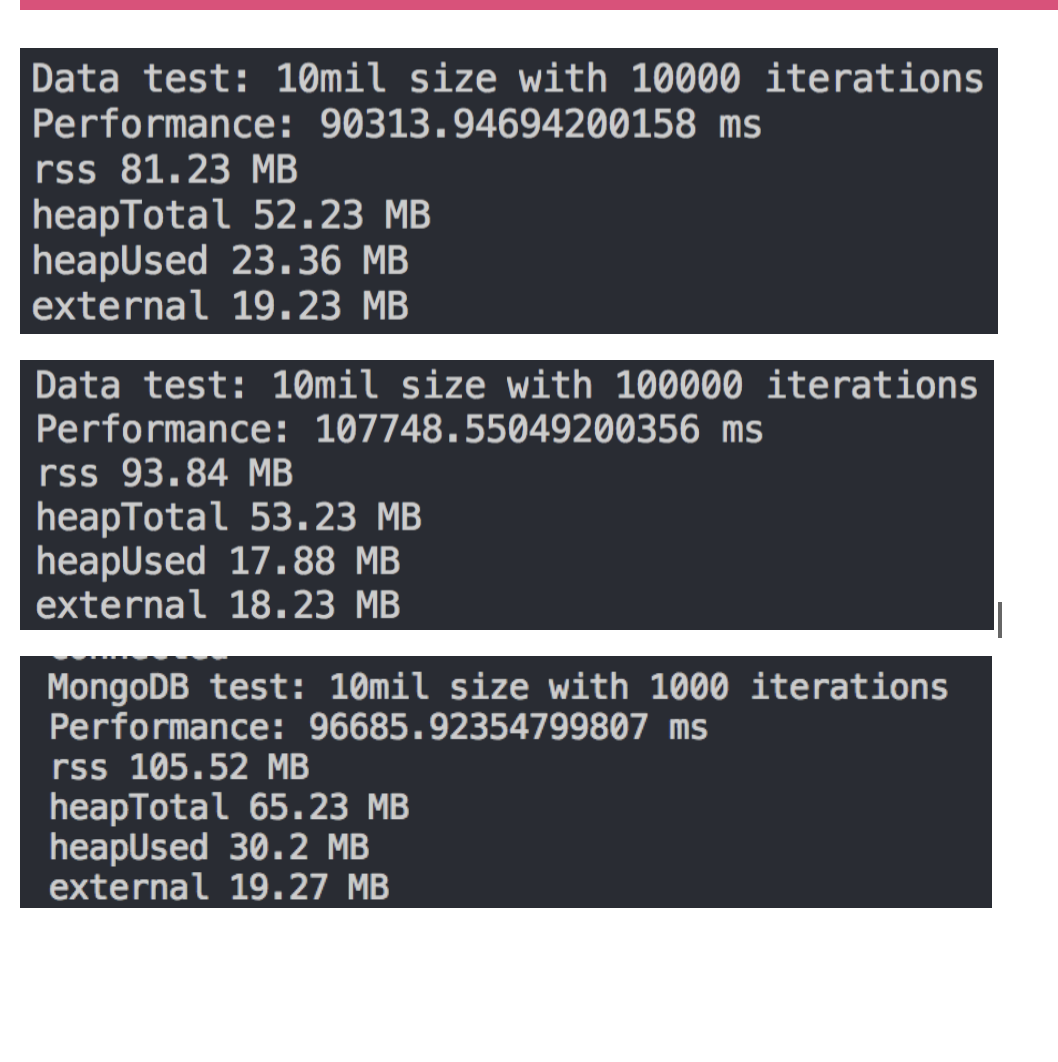 Data test: 10mil size with 10000 iterations
Performance: 90313.94694200158 ms
rss 81.23 MB
heapTotal 52.23 MB
heapUsed 23.36 MB
external 19.23 MB
Data test: 10mil size with 100000 iterations
Performance: 107748.55049200356 ms
rss 93.84 MB
heapTotal 53.23 MB
heapUsed 17.88 MB
external 18.23 MB
MongoDB test: 10mil size with 1000 iterations
Performance: 96685.92354799807 ms
rss 105.52 MB
heapTotal 65.23 MB
heapUsed 30.2 MB
external 19.27 MB